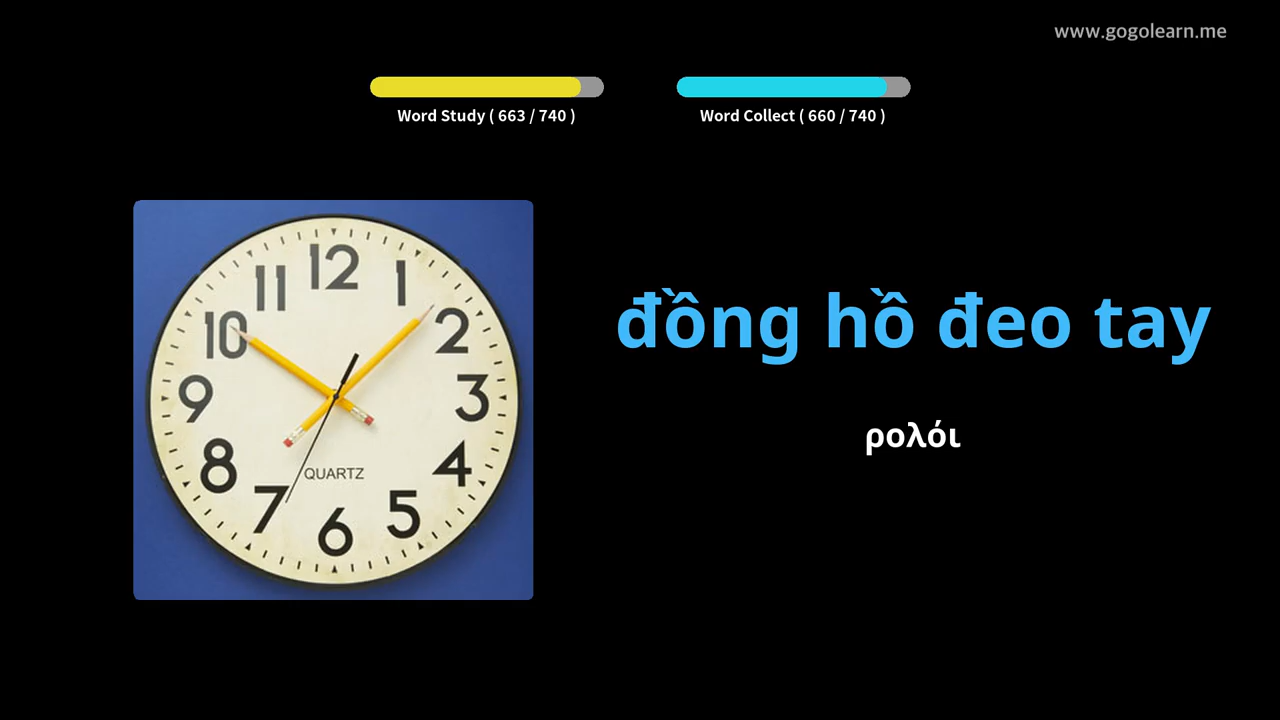 www.gogolearn.me
Word Study ( 663 / 740 )
Word Collect ( 660 / 740 )
12
11
1
10
2
9
3
8
4
QUARTZ
7
5
6
đồng hồ đeo tay
ρολόι